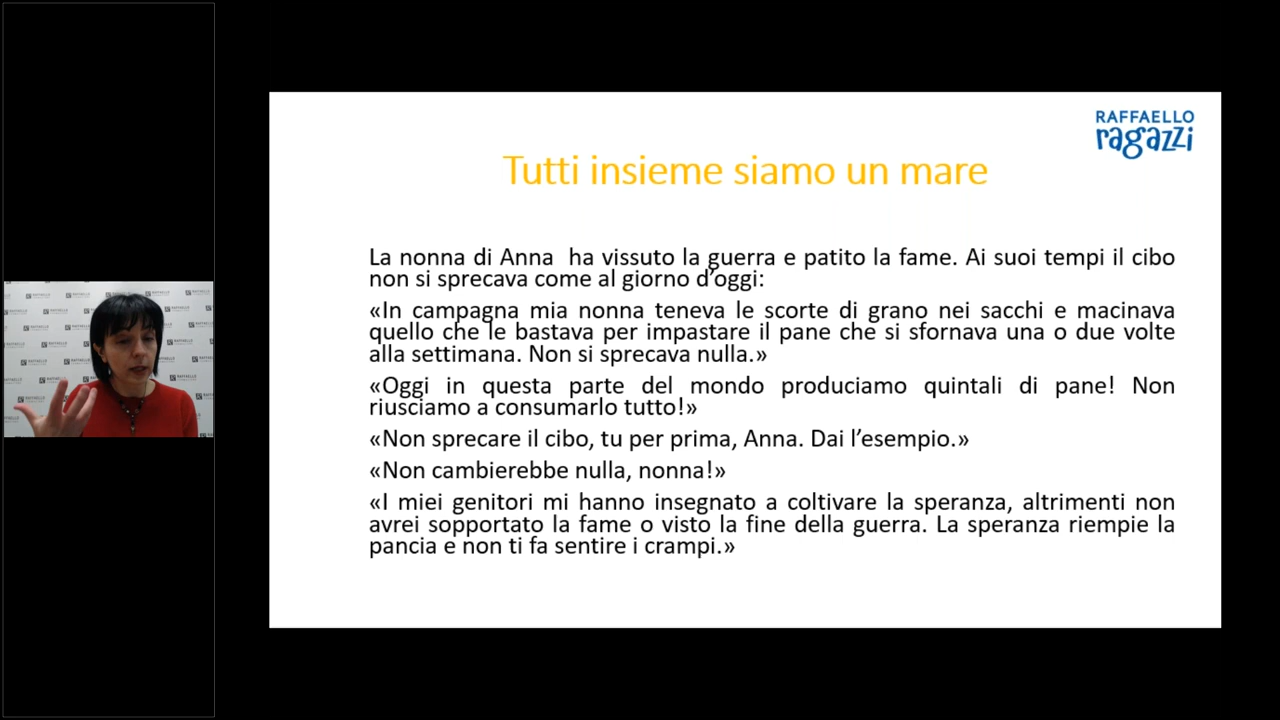 RAFFAELLO
ragazzi
Tutti insieme siamo un mare
La nonna di Anna ha vissuto la guerra e patito la fame. Ai suoi tempi il cibo
non si sprecava come al giorno d’oggi:
«In campagna mia nonna teneva le scorte di grano nei sacchi e macinava
quello che le bastava per impastare il pane che si sfornava una o due volte
alla settimana. Non si sprecava nulla.»
«Oggi in questa parte del mondo produciamo quintali di pane! Non
riusciamo a consumarlo tutto!»
«Non sprecare il cibo, tu per prima, Anna. Dai l’esempio.»
«Non cambierebbe nulla, nonna!»
«I miei genitori mi hanno insegnato a coltivare la speranza, altrimenti non
avrei sopportato la fame o visto la fine della guerra. La speranza riempie la
pancia e non ti fa sentire i crampi.»